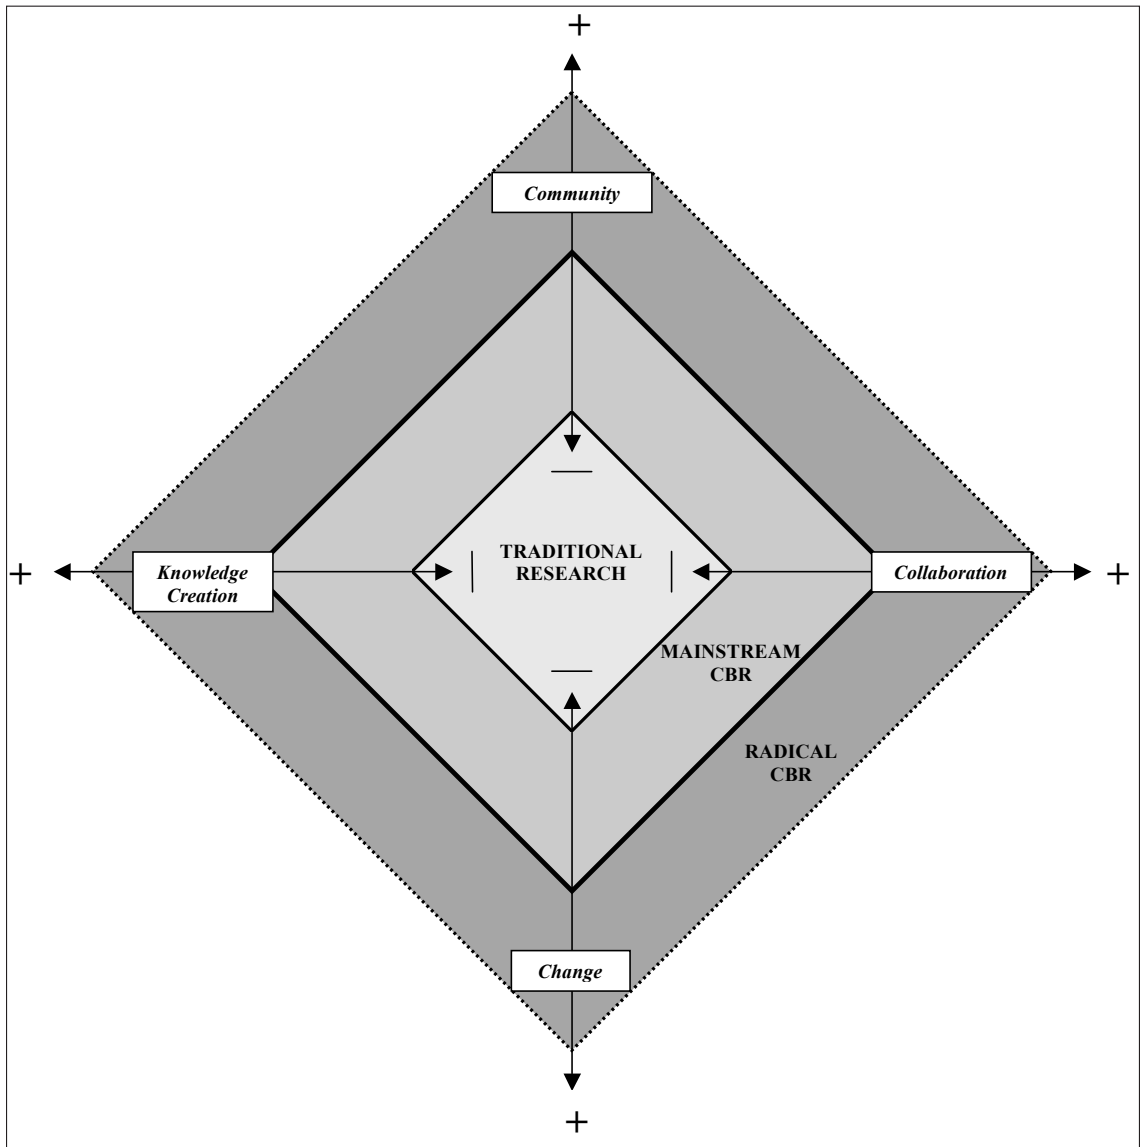 +
Community
TRADITIONAL
RESEARCH
+
Knowledge
Creation
Collaboration
+
MAINSTREAM
CBR
RADICAL
CBR
Change
+